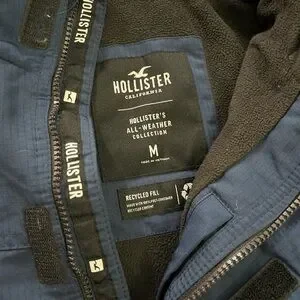 HOLLISTER
HOLLISTER
CALIFORNIA
HOLLISTER'S
ALL-WEATHER
COLLECTION
M
HOLLISTER
RECYCLED FILL